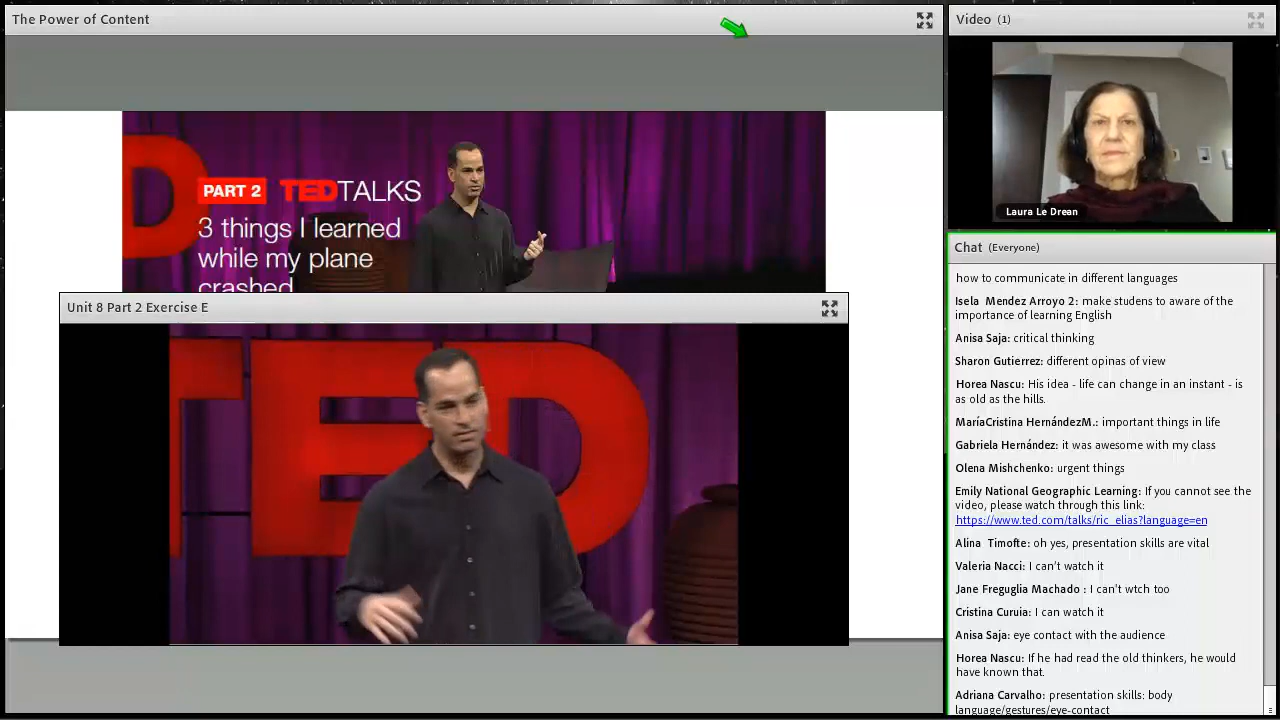 The Power of Content
PART 2 TEDTALKS
3 things I learned
while my plane
crashed
Unit 8 Part 2 Exercise E
TED
Video (1)
Laura Le Drean
Chat (Everyone)
how to communicate in different languages
Isela Mendez Arroyo 2: make studens to aware of the
importance of learning English
Anisa Saja: critical thinking
Sharon Gutierrez: different opinas of view
Horea Nascu: His idea - life can change in an instant - is
as old as the hills.
MaríaCristina HernándezM.: important things in life
Gabriela Hernández: it was awesome with my class
Olena Mishchenko: urgent things
Emily National Geographic Learning: If you cannot see the
video, please watch through this link:
https://www.ted.com/talks/ric_elias?language=en
Alina Timofte: oh yes, presentation skills are vital
Valeria Nacci: I can't watch it
Jane Freguglia Machado : I can't wtch too
Cristina Curuia: I can watch it
Anisa Saja: eye contact with the audience
Horea Nascu: If he had read the old thinkers, he would
have known that.
Adriana Carvalho: presentation skills: body
language/gestures/eye-contact